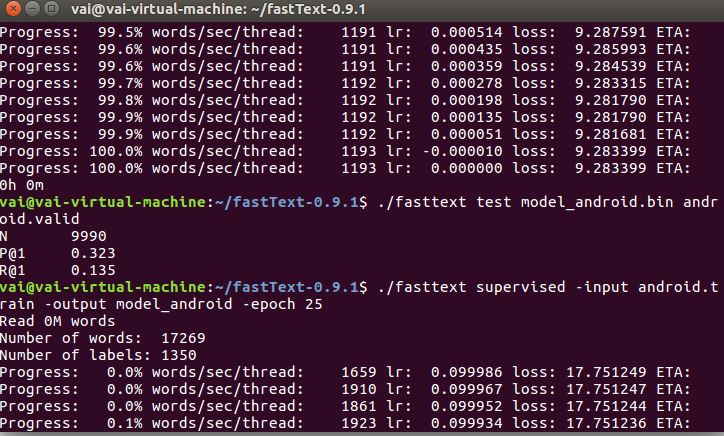 vai@vai-virtual-machine: ~/fastText-0.9.1
Progress:  99.5% words/sec/thread:    1191 lr:  0.000514 loss:  9.287591 ETA:
Progress:  99.6% words/sec/thread:    1191 lr:  0.000435 loss:  9.285993 ETA:
Progress:  99.6% words/sec/thread:    1191 lr:  0.000359 loss:  9.284539 ETA:
Progress:  99.7% words/sec/thread:    1192 lr:  0.000278 loss:  9.283315 ETA:
Progress:  99.8% words/sec/thread:    1192 lr:  0.000198 loss:  9.281790 ETA:
Progress:  99.9% words/sec/thread:    1192 lr:  0.000135 loss:  9.281790 ETA:
Progress:  99.9% words/sec/thread:    1192 lr:  0.000051 loss:  9.281681 ETA:
Progress: 100.0% words/sec/thread:    1193 lr: -0.000010 loss:  9.283399 ETA:
Progress: 100.0% words/sec/thread:    1193 lr:  0.000000 loss:  9.283399 ETA:
0h 0m
vai@vai-virtual-machine:~/fastText-0.9.1$ ./fasttext test model_android.bin andr
oid.valid
N       9990
P@1     0.323
R@1     0.135
vai@vai-virtual-machine:~/fastText-0.9.1$ ./fasttext supervised -input android.t
rain -output model_android -epoch 25
Read 0M words
Number of words:  17269
Number of labels: 1350
Progress:   0.0% words/sec/thread:    1659 lr:  0.099986 loss: 17.751249 ETA:
Progress:   0.0% words/sec/thread:    1910 lr:  0.099967 loss: 17.751247 ETA:
Progress:   0.0% words/sec/thread:    1861 lr:  0.099952 loss: 17.751244 ETA:
Progress:   0.1% words/sec/thread:    1923 lr:  0.099934 loss: 17.751236 ETA: